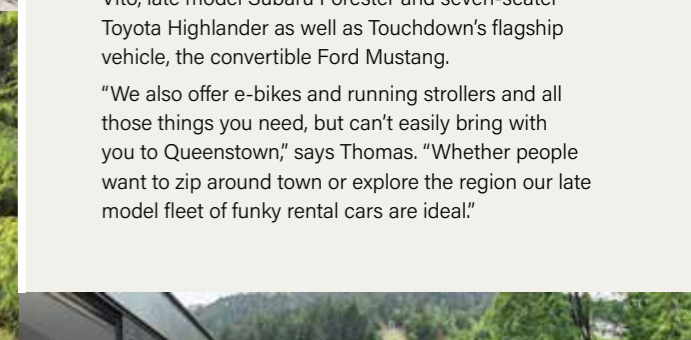 Vito, late model Subaru Forester and seven-seater
Toyota Highlander as well as Touchdown’s flagship
vehicle, the convertible Ford Mustang.
“We also offer e-bikes and running strollers and all
those things you need, but can’t easily bring with
you to Queenstown,” says Thomas. “Whether people
want to zip around town or explore the region our late
model fleet of funky rental cars are ideal.”